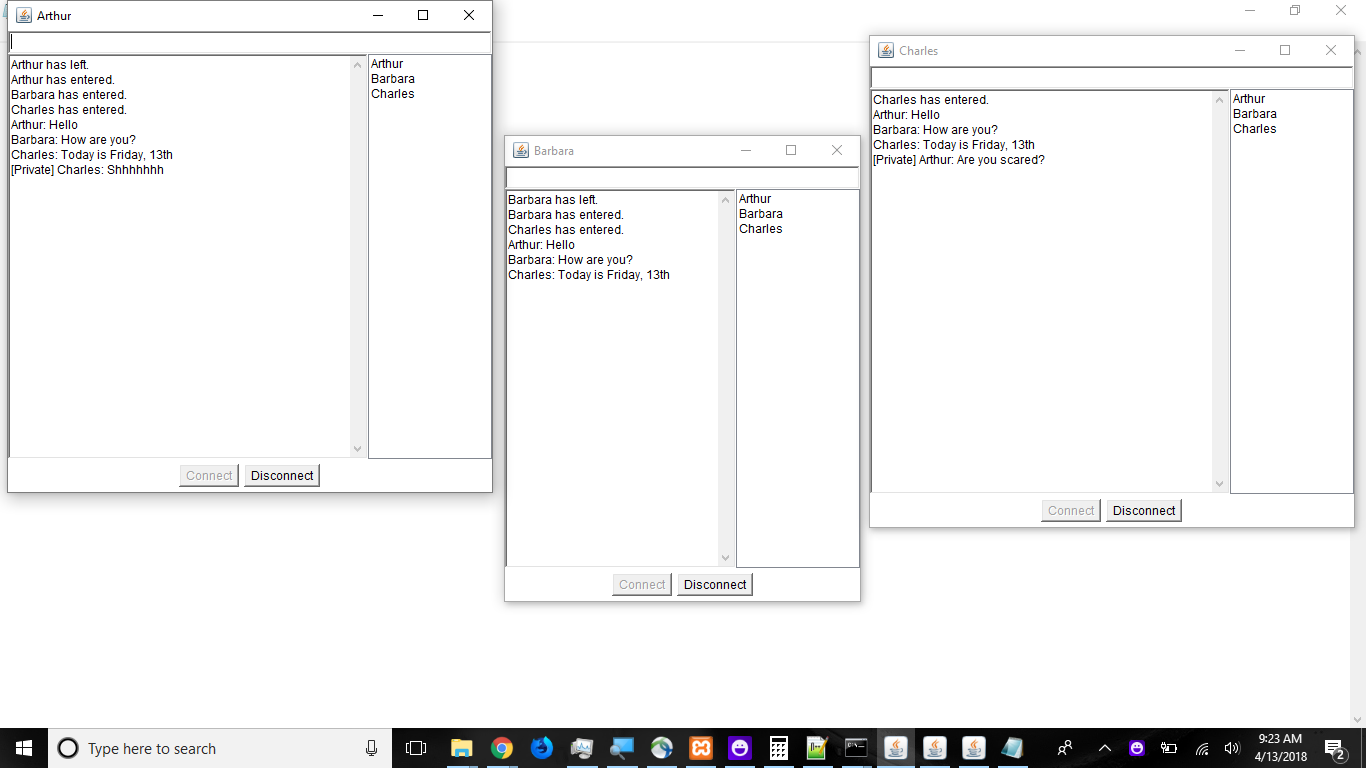 Arthur
Arthur has left.
Arthur has entered.
Barbara has entered.
Charles has entered.
Arthur: Hello
Barbara: How are you?
Charles: Today is Friday, 13th
[Private] Charles: Shhhhhhh
Arthur
Barbara
Charles
Connect
Disconnect
Barbara
Barbara has left.
Barbara has entered.
Charles has entered.
Arthur: Hello
Barbara: How are you?
Charles: Today is Friday, 13th
Arthur
Barbara
Charles
Connect
Disconnect
Charles
Charles has entered.
Arthur: Hello
Barbara: How are you?
Charles: Today is Friday, 13th
[Private] Arthur: Are you scared?
Arthur
Barbara
Charles
Connect
Disconnect
Type here to search
9:23 AM
4/13/2018
2